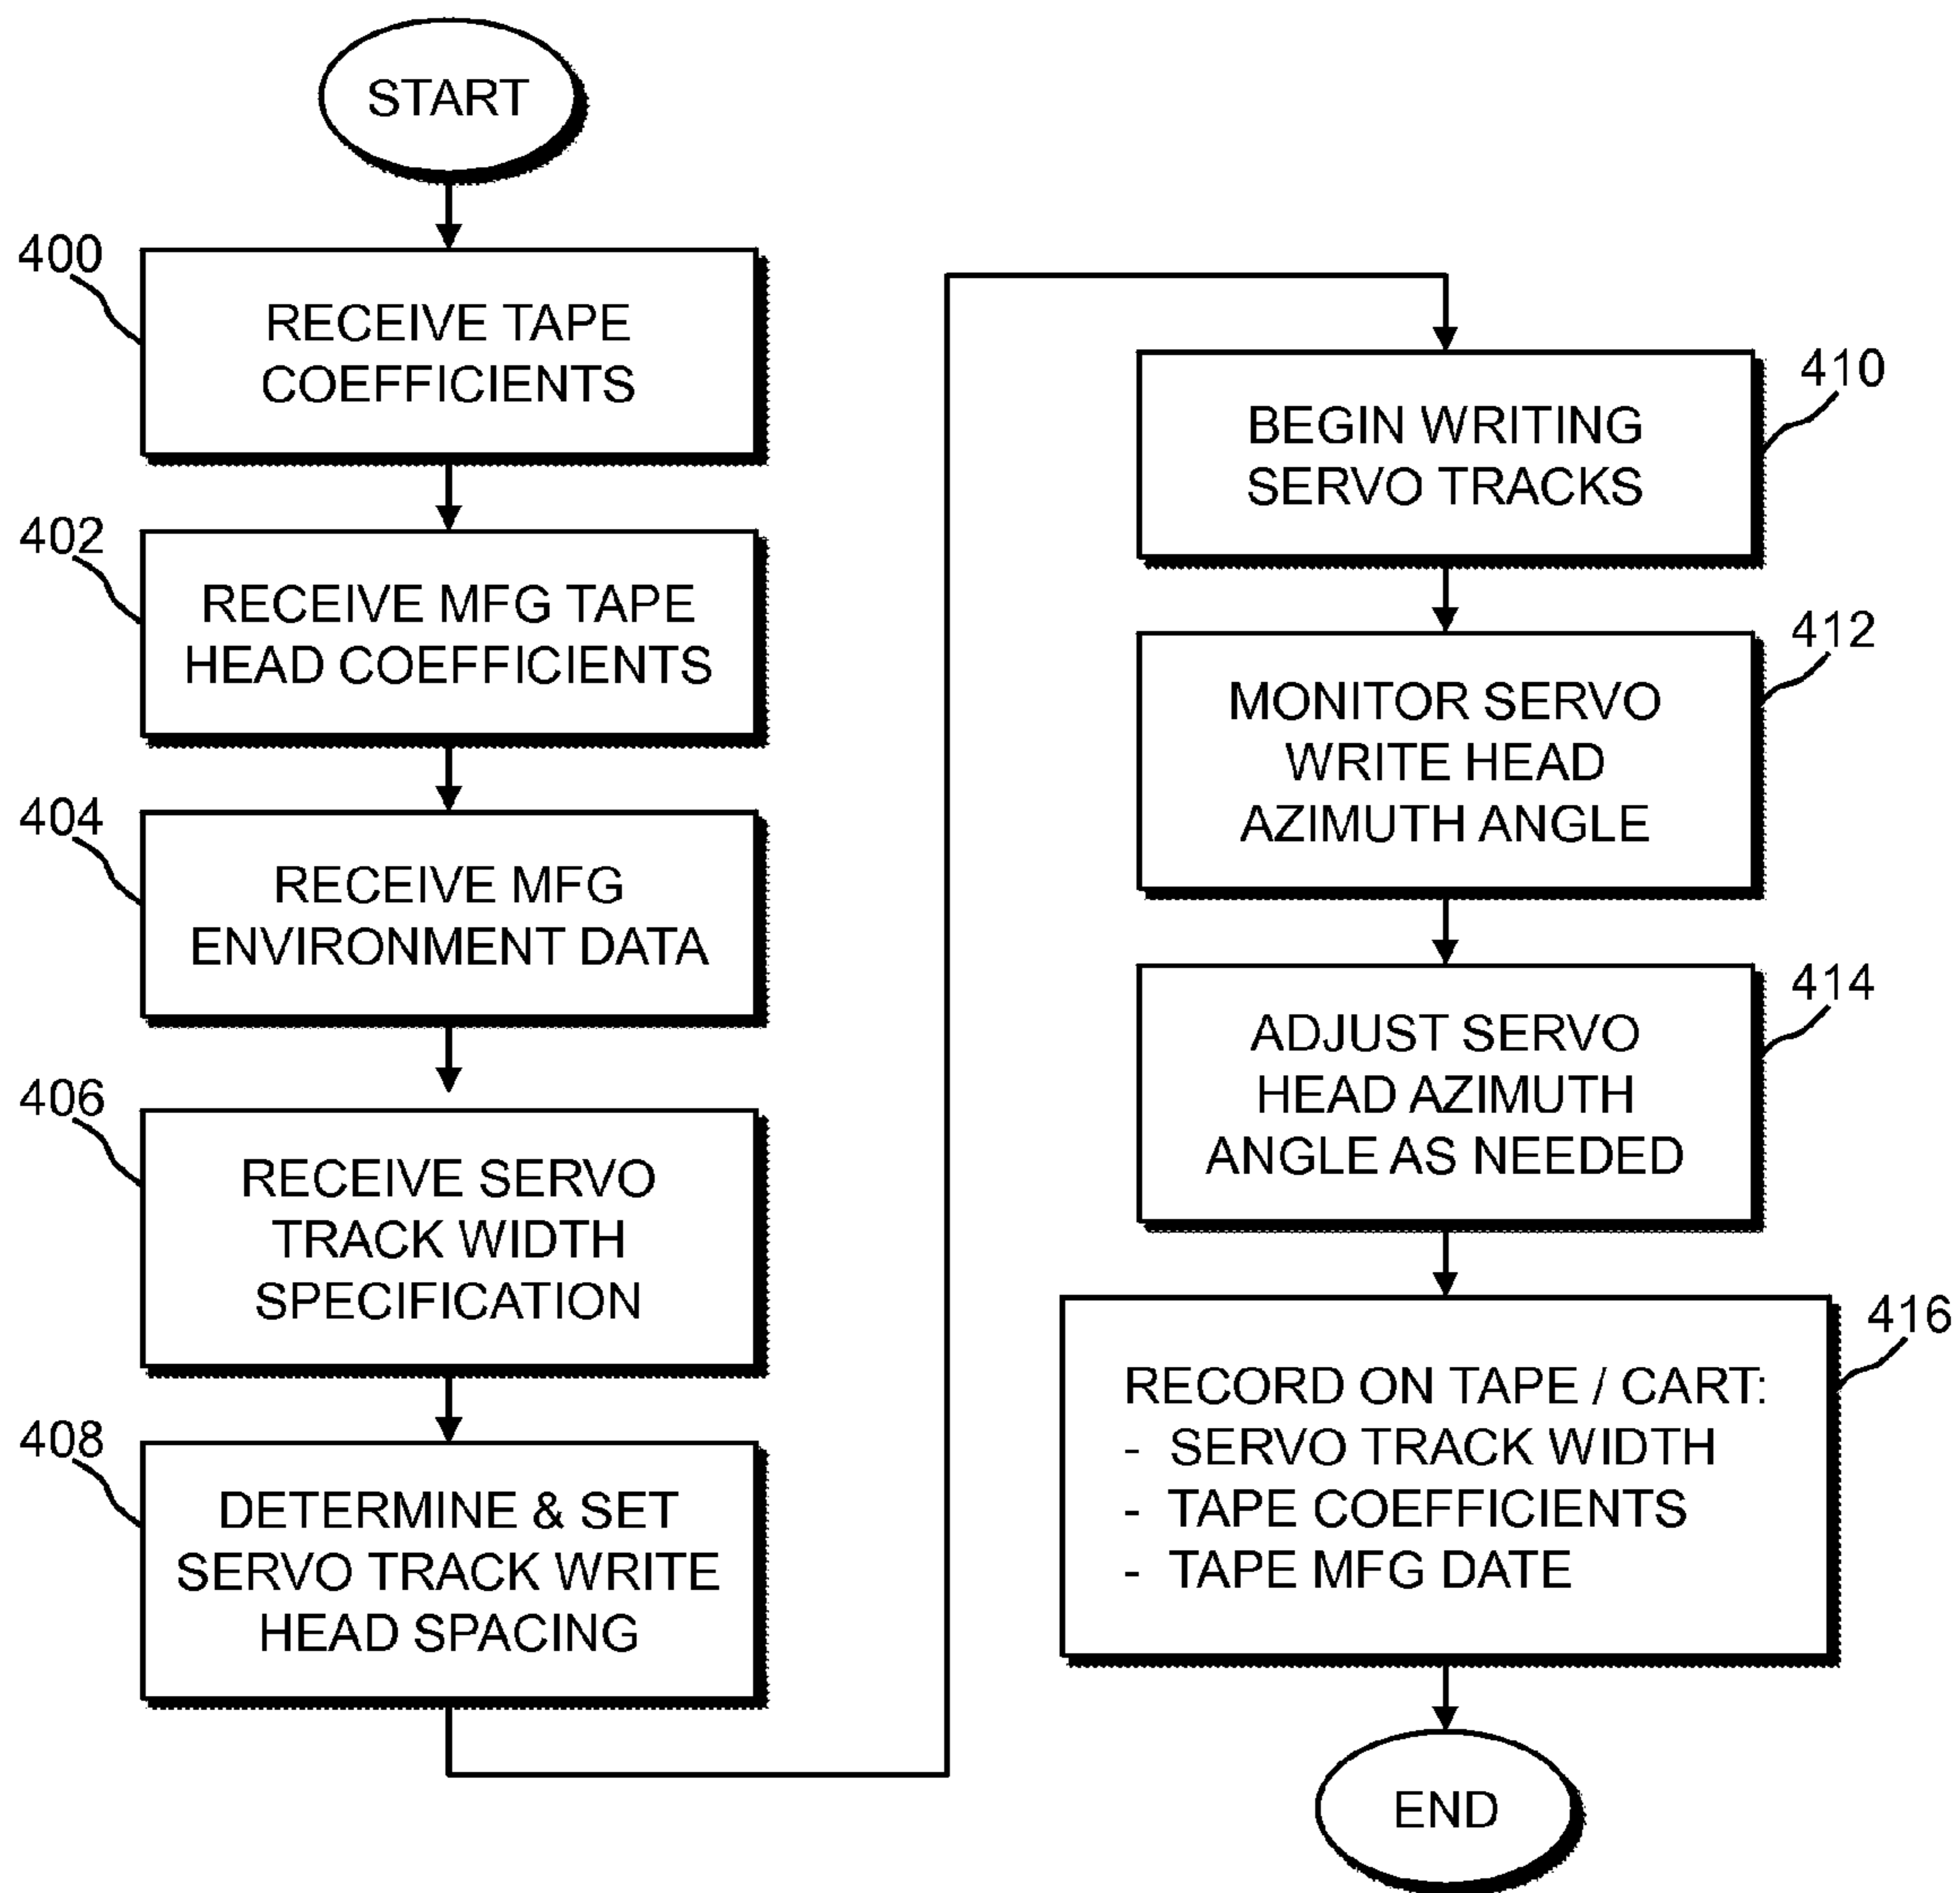 START
400
RECEIVE TAPE
COEFFICIENTS
402
RECEIVE MFG TAPE
HEAD COEFFICIENTS
404
RECEIVE MFG
ENVIRONMENT DATA
406
RECEIVE SERVO
TRACK WIDTH
SPECIFICATION
408
DETERMINE & SET
SERVO TRACK WRITE
HEAD SPACING
410
BEGIN WRITING
SERVO TRACKS
412
MONITOR SERVO
WRITE HEAD
AZIMUTH ANGLE
414
ADJUST SERVO
HEAD AZIMUTH
ANGLE AS NEEDED
416
RECORD ON TAPE / CART:
- SERVO TRACK WIDTH
- TAPE COEFFICIENTS
- TAPE MFG DATE
END